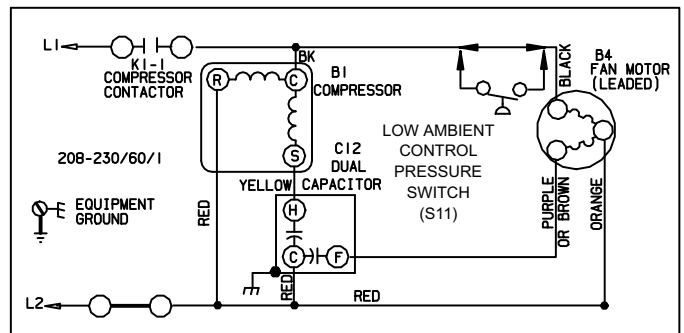 L1
K1-1
COMPRESSOR
CONTACTOR
BK
R
C
B1
COMPRESSOR
S
BLACK
B4
FAN MOTOR
(LEADED)
LOW AMBIENT
CONTROL
PRESSURE
SWITCH
(S11)
208-230/60/1
C12
DUAL
CAPACITOR
YELLOW
H
C
F
EQUIPMENT
GROUND
RED
PURPLE
OR BROWN
ORANGE
RED
RED
L2